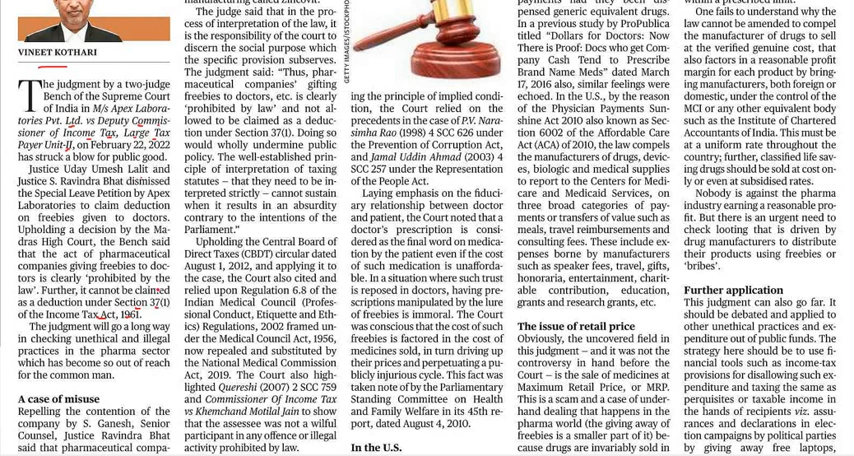 VINEET KOTHARI
The judgment by a two-judge
Bench of the Supreme Court
of India in M/s Apex Labora-
tories Pvt. Ltd. vs Deputy Commis-
sioner of Income Tax, Large Tax
Payer Unit-II, on February 22, 2022
has struck a blow for public good.
Justice Uday Umesh Lalit and
Justice S. Ravindra Bhat dismissed
the Special Leave Petition by Apex
Laboratories to claim deduction
on freebies given to doctors.
Upholding a decision by the Ma-
dras High Court, the Bench said
that the act of pharmaceutical
companies giving freebies to doc-
tors is clearly ‘prohibited by the
law’. Further, it cannot be claimed
as a deduction under Section 37(1)
of the Income Tax Act, 1961.
The judgment will go a long way
in checking unethical and illegal
practices in the pharma sector
which has become so out of reach
for the common man.
A case of misuse
Repelling the contention of the
company by S. Ganesh, Senior
Counsel, Justice Ravindra Bhat
said that pharmaceutical compa-
manufacturing called Zincovit.
The judge said that in the pro-
cess of interpretation of the law, it
is the responsibility of the court to
discern the social purpose which
the specific provision subserves.
The judgment said: “Thus, phar-
maceutical companies’ gifting
freebies to doctors, etc. is clearly
‘prohibited by law’ and not al-
lowed to be claimed as a deduc-
tion under Section 37(1). Doing so
would wholly undermine public
policy. The well-established prin-
ciple of interpretation of taxing
statutes – that they need to be in-
terpreted strictly – cannot sustain
when it results in an absurdity
contrary to the intentions of the
Parliament.”
Upholding the Central Board of
Direct Taxes (CBDT) circular dated
August 1, 2012, and applying it to
the case, the Court also cited and
relied upon Regulation 6.8 of the
Indian Medical Council (Profes-
sional Conduct, Etiquette and Eth-
ics) Regulations, 2002 framed un-
der the Medical Council Act, 1956,
now repealed and substituted by
the National Medical Commission
Act, 2019. The Court also high-
lighted Quereshi (2007) 2 SCC 759
and Commissioner Of Income Tax
vs Khemchand Motilal Jain to show
that the assessee was not a wilful
participant in any offence or illegal
activity prohibited by law.
GETTY IMAGES/ISTOCKPHO
ing the principle of implied condi-
tion, the Court relied on the
precedents in the case of P.V. Nara-
simha Rao (1998) 4 SCC 626 under
the Prevention of Corruption Act,
and Jamal Uddin Ahmad (2003) 4
SCC 257 under the Representation
of the People Act.
Laying emphasis on the fiduci-
ary relationship between doctor
and patient, the Court noted that a
doctor’s prescription is consid-
ered as the final word on medica-
tion by the patient even if the cost
of such medication is unafforda-
ble. In a situation where such trust
is reposed in doctors, having pre-
scriptions manipulated by the lure
of freebies is immoral. The Court
was conscious that the cost of such
freebies is factored in the cost of
medicines sold, in turn driving up
their prices and perpetuating a pu-
blicly injurious cycle. This fact was
taken note of by the Parliamentary
Standing Committee on Health
and Family Welfare in its 45th re-
port, dated August 4, 2010.
In the U.S.
payments had they been dis-
pensed generic equivalent drugs.
In a previous study by ProPublica
titled “Dollars for Doctors: Now
There is Proof: Docs who get Com-
pany Cash Tend to Prescribe
Brand Name Meds” dated March
17, 2016 also, similar feelings were
echoed. In the U.S., by the reason
of the Physician Payments Sun-
shine Act 2010 also known as Sec-
tion 6002 of the Affordable Care
Act (ACA) of 2010, the law compels
the manufacturers of drugs, devic-
es, biologic and medical supplies
to report to the Centers for Medi-
care and Medicaid Services, on
three broad categories of pay-
ments or transfers of value such as
meals, travel reimbursements and
consulting fees. These include ex-
penses borne by manufacturers
such as speaker fees, travel, gifts,
honoraria, entertainment, charit-
able contribution, education,
grants and research grants, etc.
The issue of retail price
Obviously, the uncovered field in
this judgment – and it was not the
controversy in hand before the
Court – is the sale of medicines at
Maximum Retail Price, or MRP.
This is a scam and a case of under-
hand dealing that happens in the
pharma world (the giving away of
freebies is a smaller part of it) be-
cause drugs are invariably sold in
within a prescribed limit.
One fails to understand why the
law cannot be amended to compel
the manufacturer of drugs to sell
at the verified genuine cost, that
also factors in a reasonable profit
margin for each product by bring-
ing manufacturers, both foreign or
domestic, under the control of the
MCI or any other equivalent body
such as the Institute of Chartered
Accountants of India. This must be
at a uniform rate throughout the
country; further, classified life sav-
ing drugs should be sold at cost on-
ly or even at subsidised rates.
Nobody is against the pharma
industry earning a reasonable pro-
fit. But there is an urgent need to
check looting that is driven by
drug manufacturers to distribute
their products using freebies or
‘bribes’.
Further application
This judgment can also go far. It
should be debated and applied to
other unethical practices and ex-
penditure out of public funds. The
strategy here should be to use fi-
nancial tools such as income-tax
provisions for disallowing such ex-
penditure and taxing the same as
perquisites or taxable income in
the hands of recipients viz. assu-
rances and declarations in elec-
tion campaigns by political parties
by giving away free laptops,